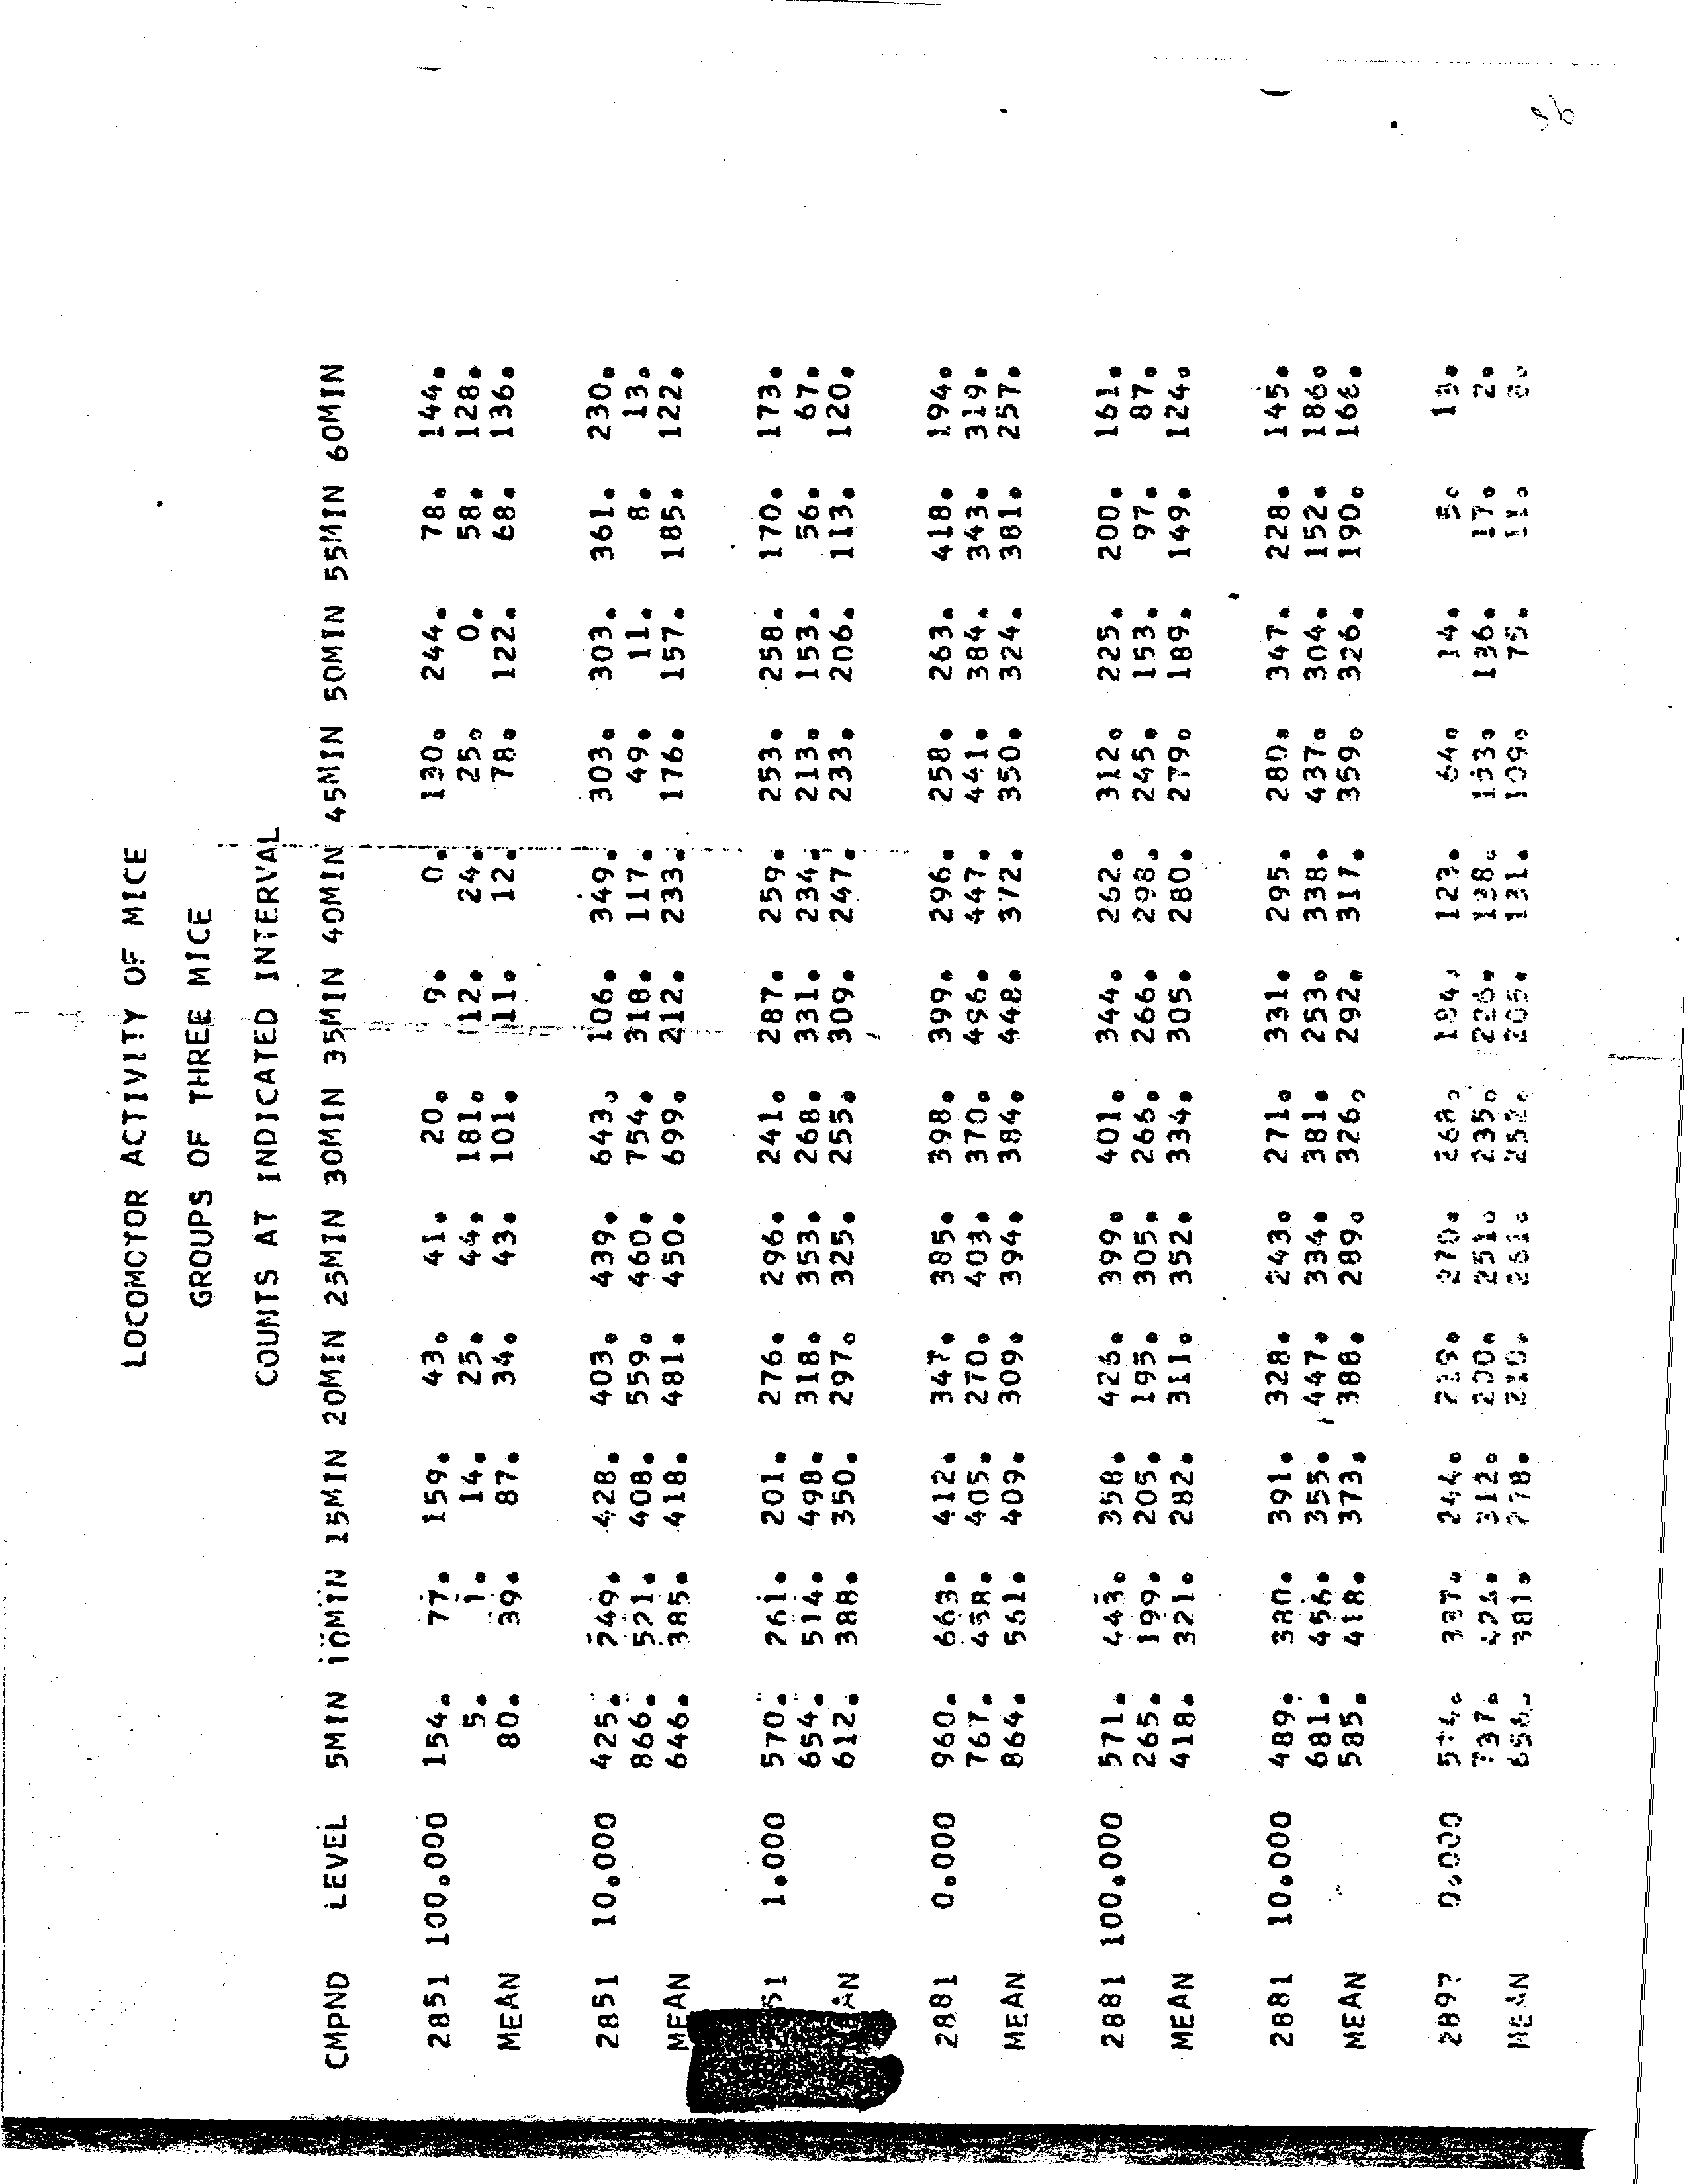 LOCOMOTOR ACTIVITY OF MICE
GROUPS OF THREE MICE
COUNTS AT INDICATED INTERVAL
CMPND LEVEL 5MIN 10MIN 15MIN 20MIN 25MIN 30MIN 35MIN 40MIN 45MIN 50MIN 55MIN 60MIN
2851 100.000 154. 77. 159. 43. 41. 20. 9. 0. 130. 244. 78. 144.
5. 1. 14. 25. 44. 181. 12. 24. 25. 0. 58. 128.
MEAN 80. 39. 87. 34. 43. 101. 11. 12. 78. 122. 68. 136.
2851 10.000 425. 249. 428. 403. 439. 643. 106. 349. 303. 303. 361. 230.
866. 521. 408. 559. 460. 754. 318. 117. 49. 11. 8. 13.
MEAN 646. 385. 418. 481. 450. 699. 212. 233. 176. 157. 185. 122.
51 1.000 570. 261. 201. 276. 296. 241. 287. 259. 253. 258. 170. 173.
654. 514. 498. 318. 353. 268. 331. 234. 213. 153. 56. 67.
AN 612. 388. 350. 297. 325. 255. 309. 247. 233. 206. 113. 120.
2881 0.000 960. 663. 412. 347. 385. 398. 399. 296. 258. 263. 418. 194.
767. 458. 405. 270. 403. 370. 496. 447. 441. 384. 343. 319.
MEAN 864. 561. 409. 309. 394. 384. 448. 372. 350. 324. 381. 257.
2881 100.000 571. 443. 358. 426. 399. 401. 344. 262. 312. 225. 200. 161.
265. 199. 205. 195. 305. 266. 266. 298. 245. 153. 97. 87.
MEAN 418. 321. 282. 311. 352. 334. 305. 280. 279. 189. 149. 124.
2881 10.000 489. 380. 391. 328. 243. 271. 331. 295. 280. 347. 228. 145.
681. 456. 355. 447. 334. 381. 253. 338. 437. 304. 152. 186.
MEAN 585. 418. 373. 388. 289. 326. 292. 317. 359. 326. 190. 166.
2897 0.000 574. 337. 244. 219. 270. 268. 184. 123. 64. 14. 5. 13.
737. 424. 312. 200. 251. 235. 226. 138. 153. 136. 17. 2.
MEAN 656. 381. 278. 210. 261. 252. 205. 131. 109. 75. 11. 8.